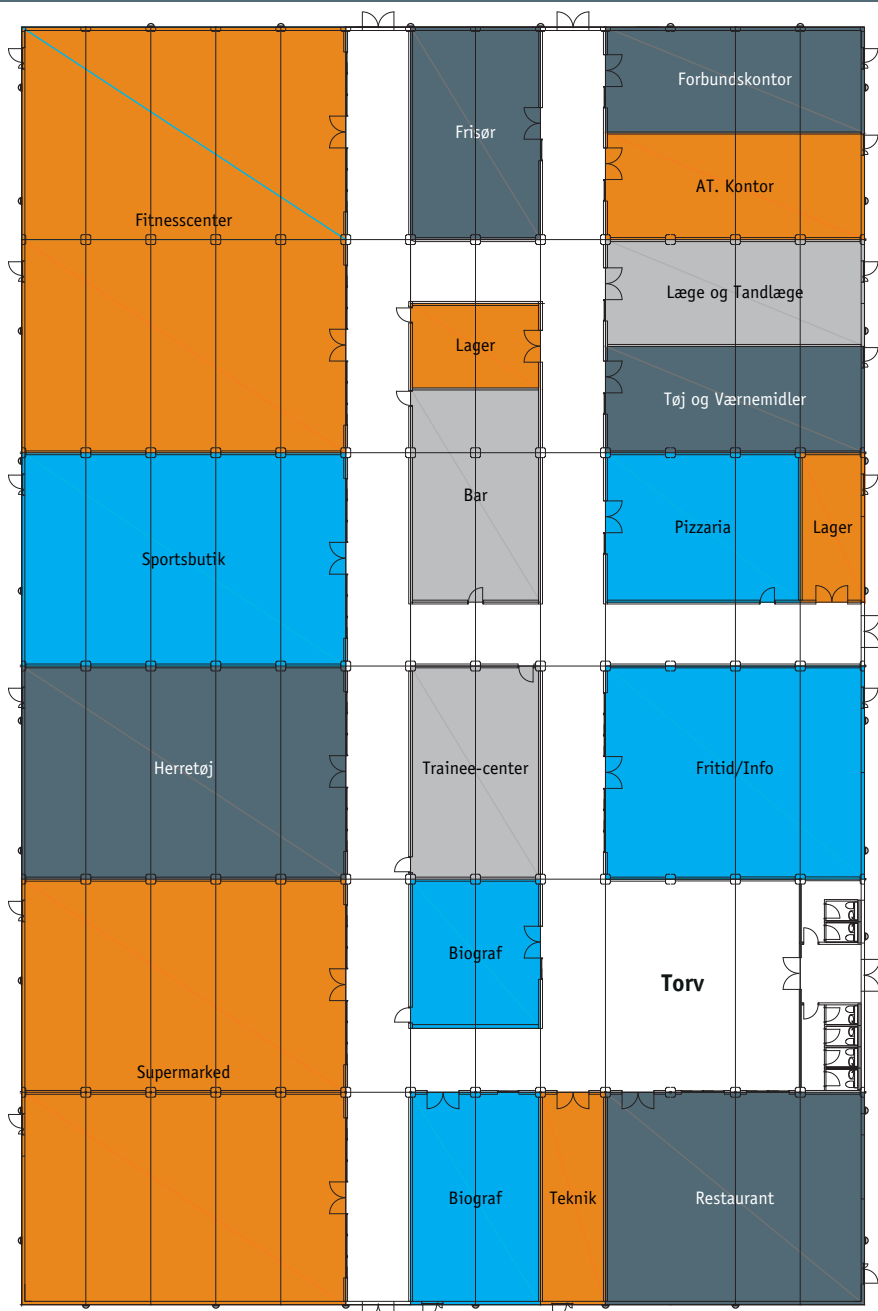 Forbundskontor
Frisør
AT. Kontor
Fitnesscenter
Læge og Tandlæge
Lager
Tøj og Værnemidler
Bar
Pizzaria
Lager
Sportsbutik
Herretøj
Trainee-center
Fritid/Info
Biograf
Torv
Supermarked
Biograf
Teknik
Restaurant